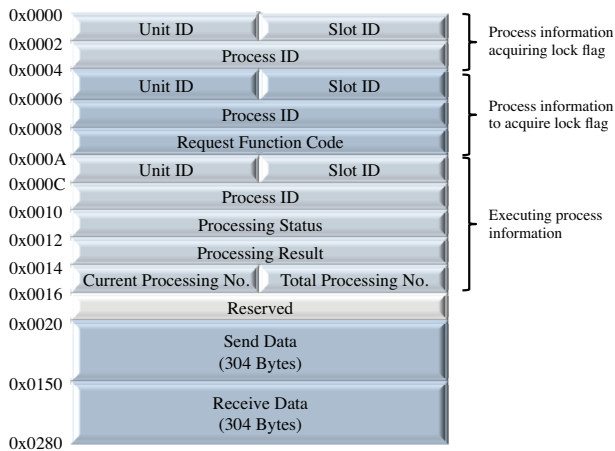 0x0000
Unit ID Slot ID
0x0002
Process ID
Process information
acquiring lock flag
0x0004
Unit ID Slot ID
0x0006
Process ID
0x0008
Request Function Code
Process information
to acquire lock flag
0x000A
Unit ID Slot ID
0x000C
Process ID
0x0010
Processing Status
0x0012
Processing Result
0x0014
Current Processing No. Total Processing No.
Executing process
information
0x0016
Reserved
0x0020
Send Data
(304 Bytes)
0x0150
Receive Data
(304 Bytes)
0x0280